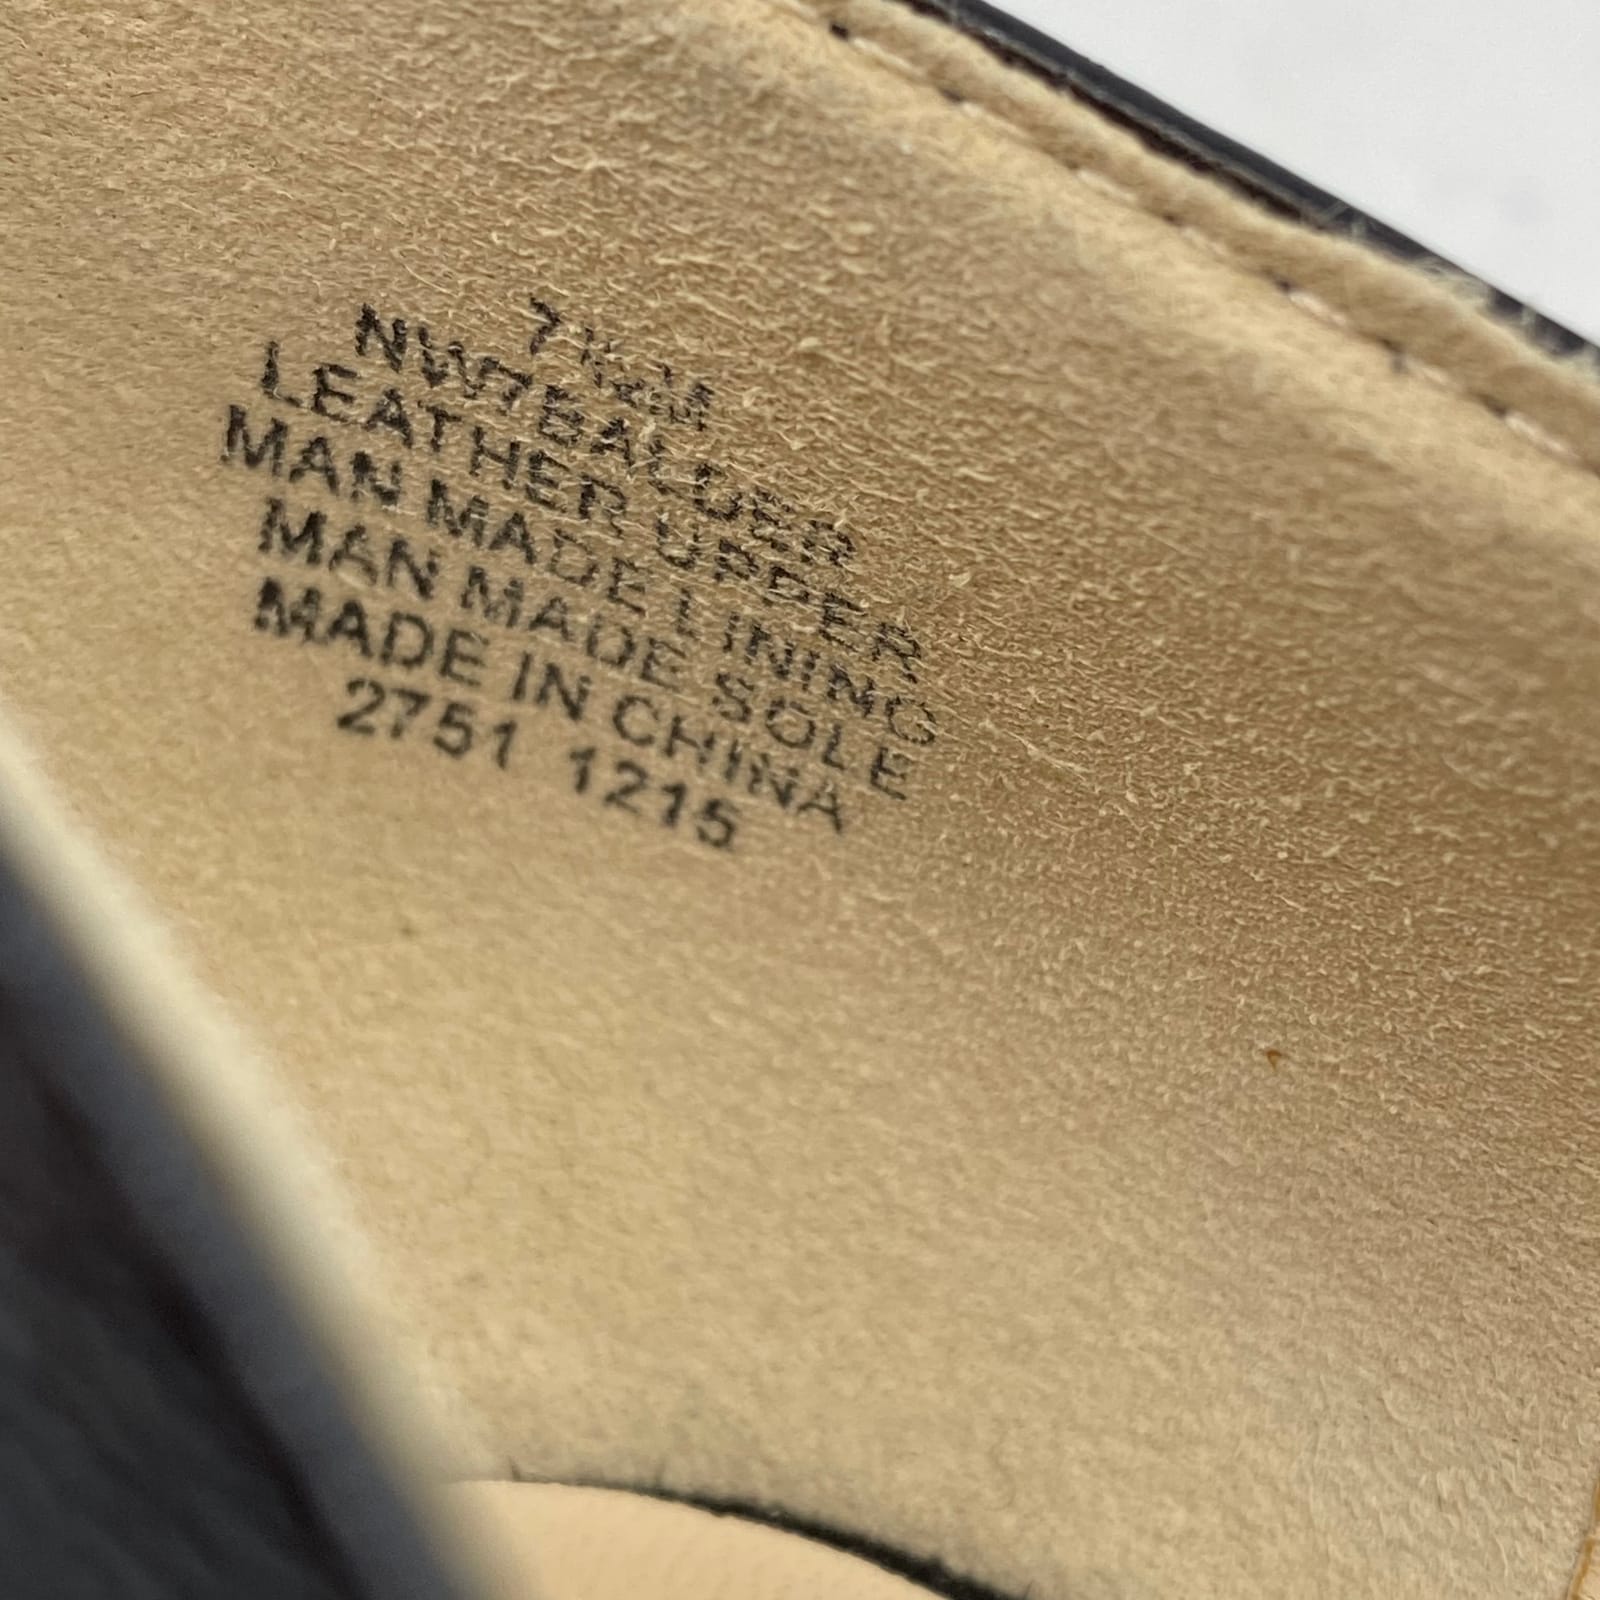 7½M
NW7BALDER
LEATHER UPPER
MAN MADE LINING
MAN MADE SOLE
MADE IN CHINA
2751 1215